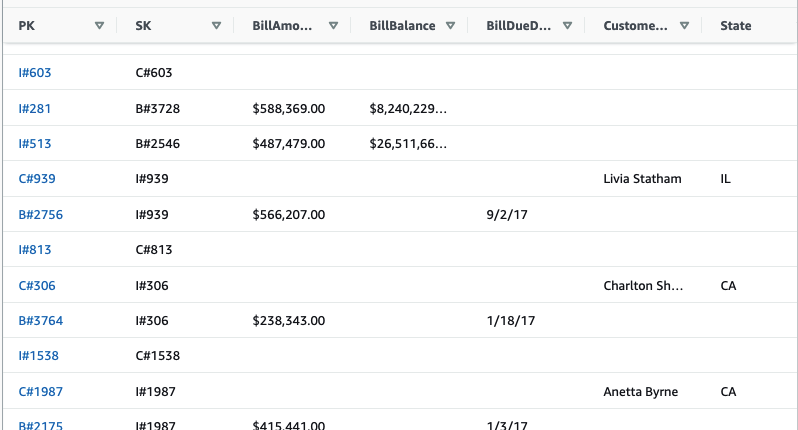 PK SK BillAmo... BillBalance BillDueD... Custome... State
I#603 C#603
I#281 B#3728 $588,369.00 $8,240,229...
I#513 B#2546 $487,479.00 $26,511,66...
C#939 I#939 Livia Statham IL
B#2756 I#939 $566,207.00 9/2/17
I#813 C#813
C#306 I#306 Charlton Sh... CA
B#3764 I#306 $238,343.00 1/18/17
I#1538 C#1538
C#1987 I#1987 Anetta Byrne CA
B#2175 I#1987 $415,441.00 1/3/17